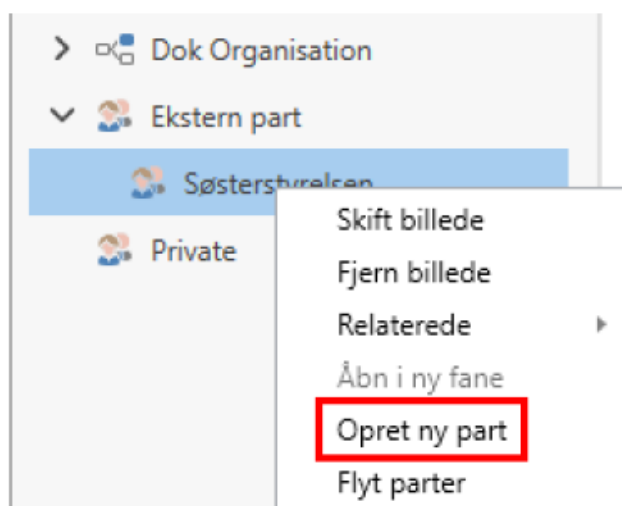 Dok Organisation
Ekstern part
Søsterstyrelsen
Private
Skift billede
Fjern billede
Relaterede
Åbn i ny fane
Opret ny part
Flyt parter